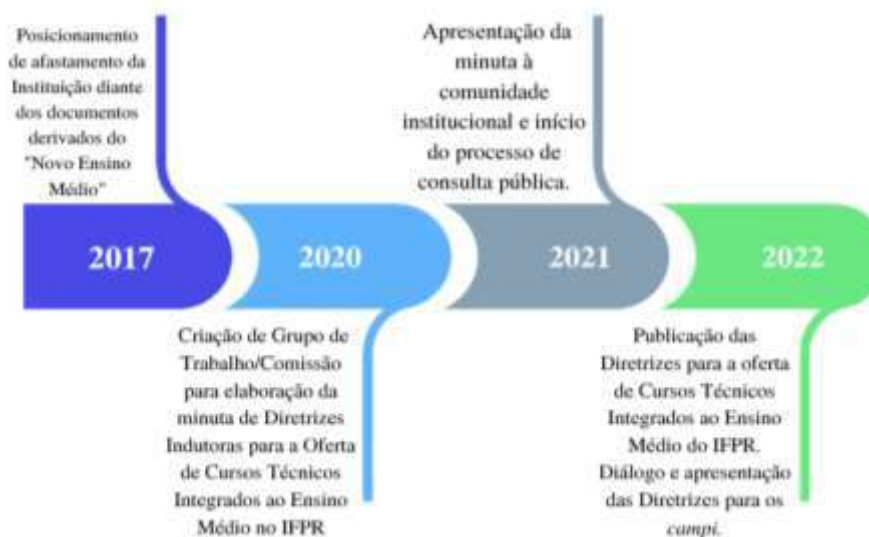 Posicionamento
de afastamento da
Instituição diante
dos documentos
derivados do
"Novo Ensino
Médio"
2017
2020
Criação de Grupo de
Trabalho/Comissão
para elaboração da
minuta de Diretrizes
Indutoras para a Oferta
de Cursos Técnicos
Integrados ao Ensino
Médio no IFPR
Apresentação da
minuta à
comunidade
institucional e início
do processo de
consulta pública.
2021
2022
Publicação das
Diretrizes para a oferta
de Cursos Técnicos
Integrados ao Ensino
Médio do IFPR.
Diálogo e apresentação
das Diretrizes para os
campi.